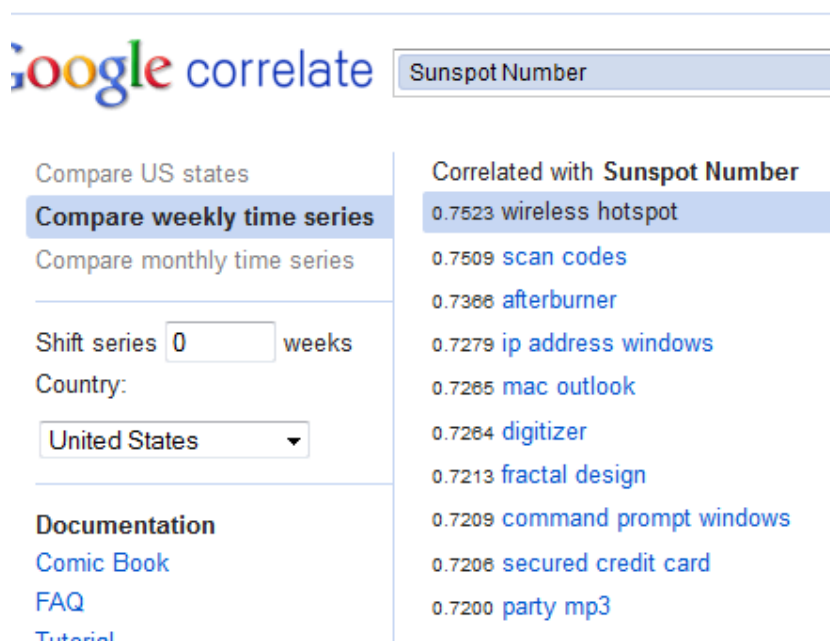 Google correlate
Sunspot Number
Compare US states
Compare weekly time series
Compare monthly time series
Shift series 0 weeks
Country:
United States
Documentation
Comic Book
FAQ
Tutorial
Correlated with Sunspot Number
0.7523 wireless hotspot
0.7509 scan codes
0.7366 afterburner
0.7279 ip address windows
0.7265 mac outlook
0.7264 digitizer
0.7213 fractal design
0.7209 command prompt windows
0.7206 secured credit card
0.7200 party mp3